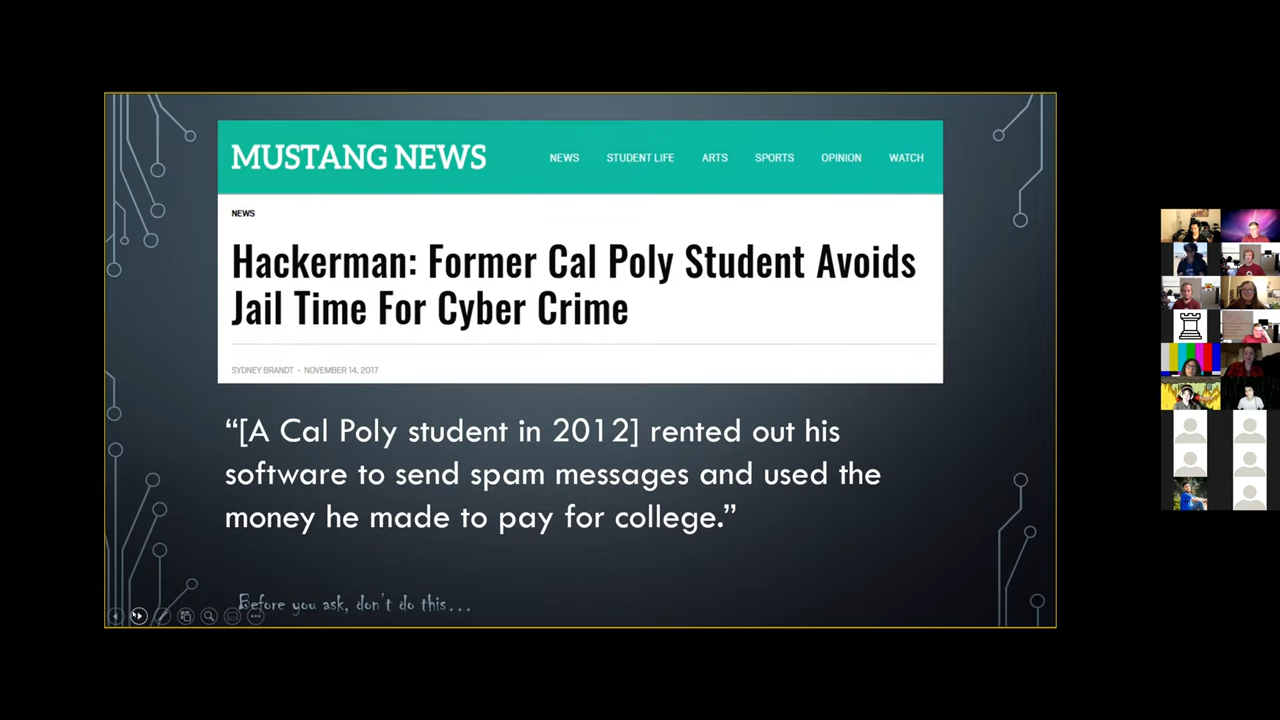 MUSTANG NEWS
NEWS STUDENT LIFE ARTS SPORTS OPINION WATCH
NEWS
Hackerman: Former Cal Poly Student Avoids
Jail Time For Cyber Crime
SYDNEY BRANDT - NOVEMBER 14, 2017
“[A Cal Poly student in 2012] rented out his
software to send spam messages and used the
money he made to pay for college.”
Before you ask, don't do this...